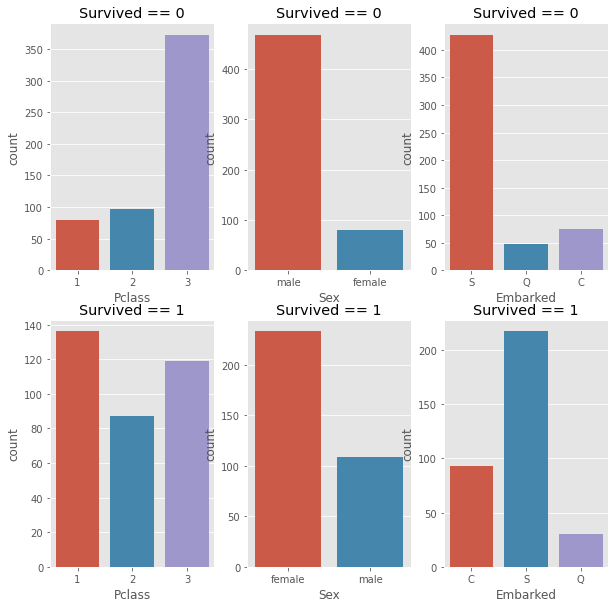 Survived == 0
count
350
300
250
200
150
100
50
0
1 2 3
Pclass
Survived == 0
count
400
300
200
100
0
male female
Sex
Survived == 0
count
400
350
300
250
200
150
100
50
0
S Q C
Embarked
Survived == 1
count
140
120
100
80
60
40
20
0
1 2 3
Pclass
Survived == 1
count
200
150
100
50
0
female male
Sex
Survived == 1
count
200
150
100
50
0
C S Q
Embarked